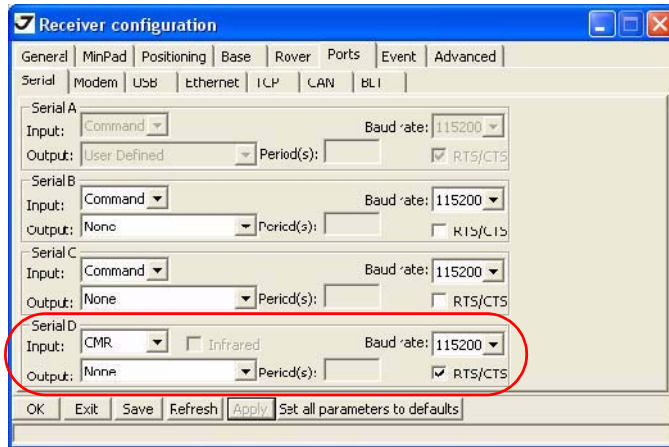 Receiver configuration
General MinPad Positioning Base Rover Ports Event Advanced
Serial Modem USB Ethernet TCP CAN BLT
Serial A
Input: Command Baud rate: 115200
Output: User Defined Period(s): RTS/CTS
Serial B
Input: Command Baud rate: 115200
Output: None Period(s): RTS/CTS
Serial C
Input: Command Baud rate: 115200
Output: None Period(s): RTS/CTS
Serial D
Input: CMR Infrared Baud rate: 115200
Output: None Period(s): RTS/CTS
OK Exit Save Refresh Apply Set all parameters to defaults